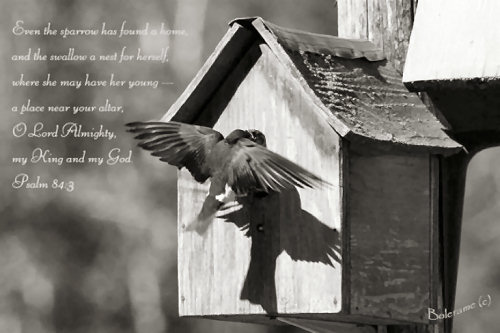 Even the sparrow has found a home,
and the swallow a nest for herself,
where she may have her young —
a place near your altar,
O Lord Almighty,
my King and my God.
Psalm 84:3
Bolerame (c)